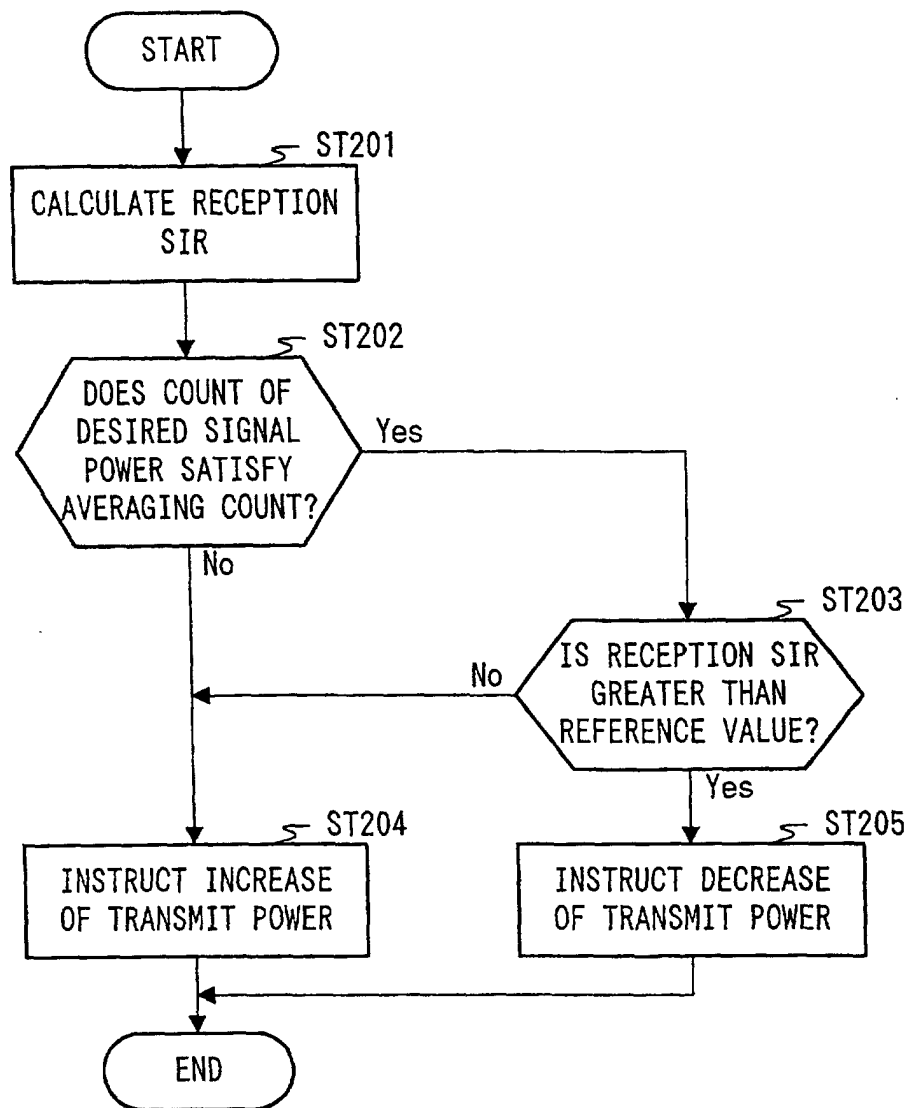 START
ST201
CALCULATE RECEPTION
SIR
ST202
DOES COUNT OF
DESIRED SIGNAL
POWER SATISFY
AVERAGING COUNT?
Yes
No
ST203
IS RECEPTION SIR
GREATER THAN
REFERENCE VALUE?
No
Yes
ST204
INSTRUCT INCREASE
OF TRANSMIT POWER
ST205
INSTRUCT DECREASE
OF TRANSMIT POWER
END